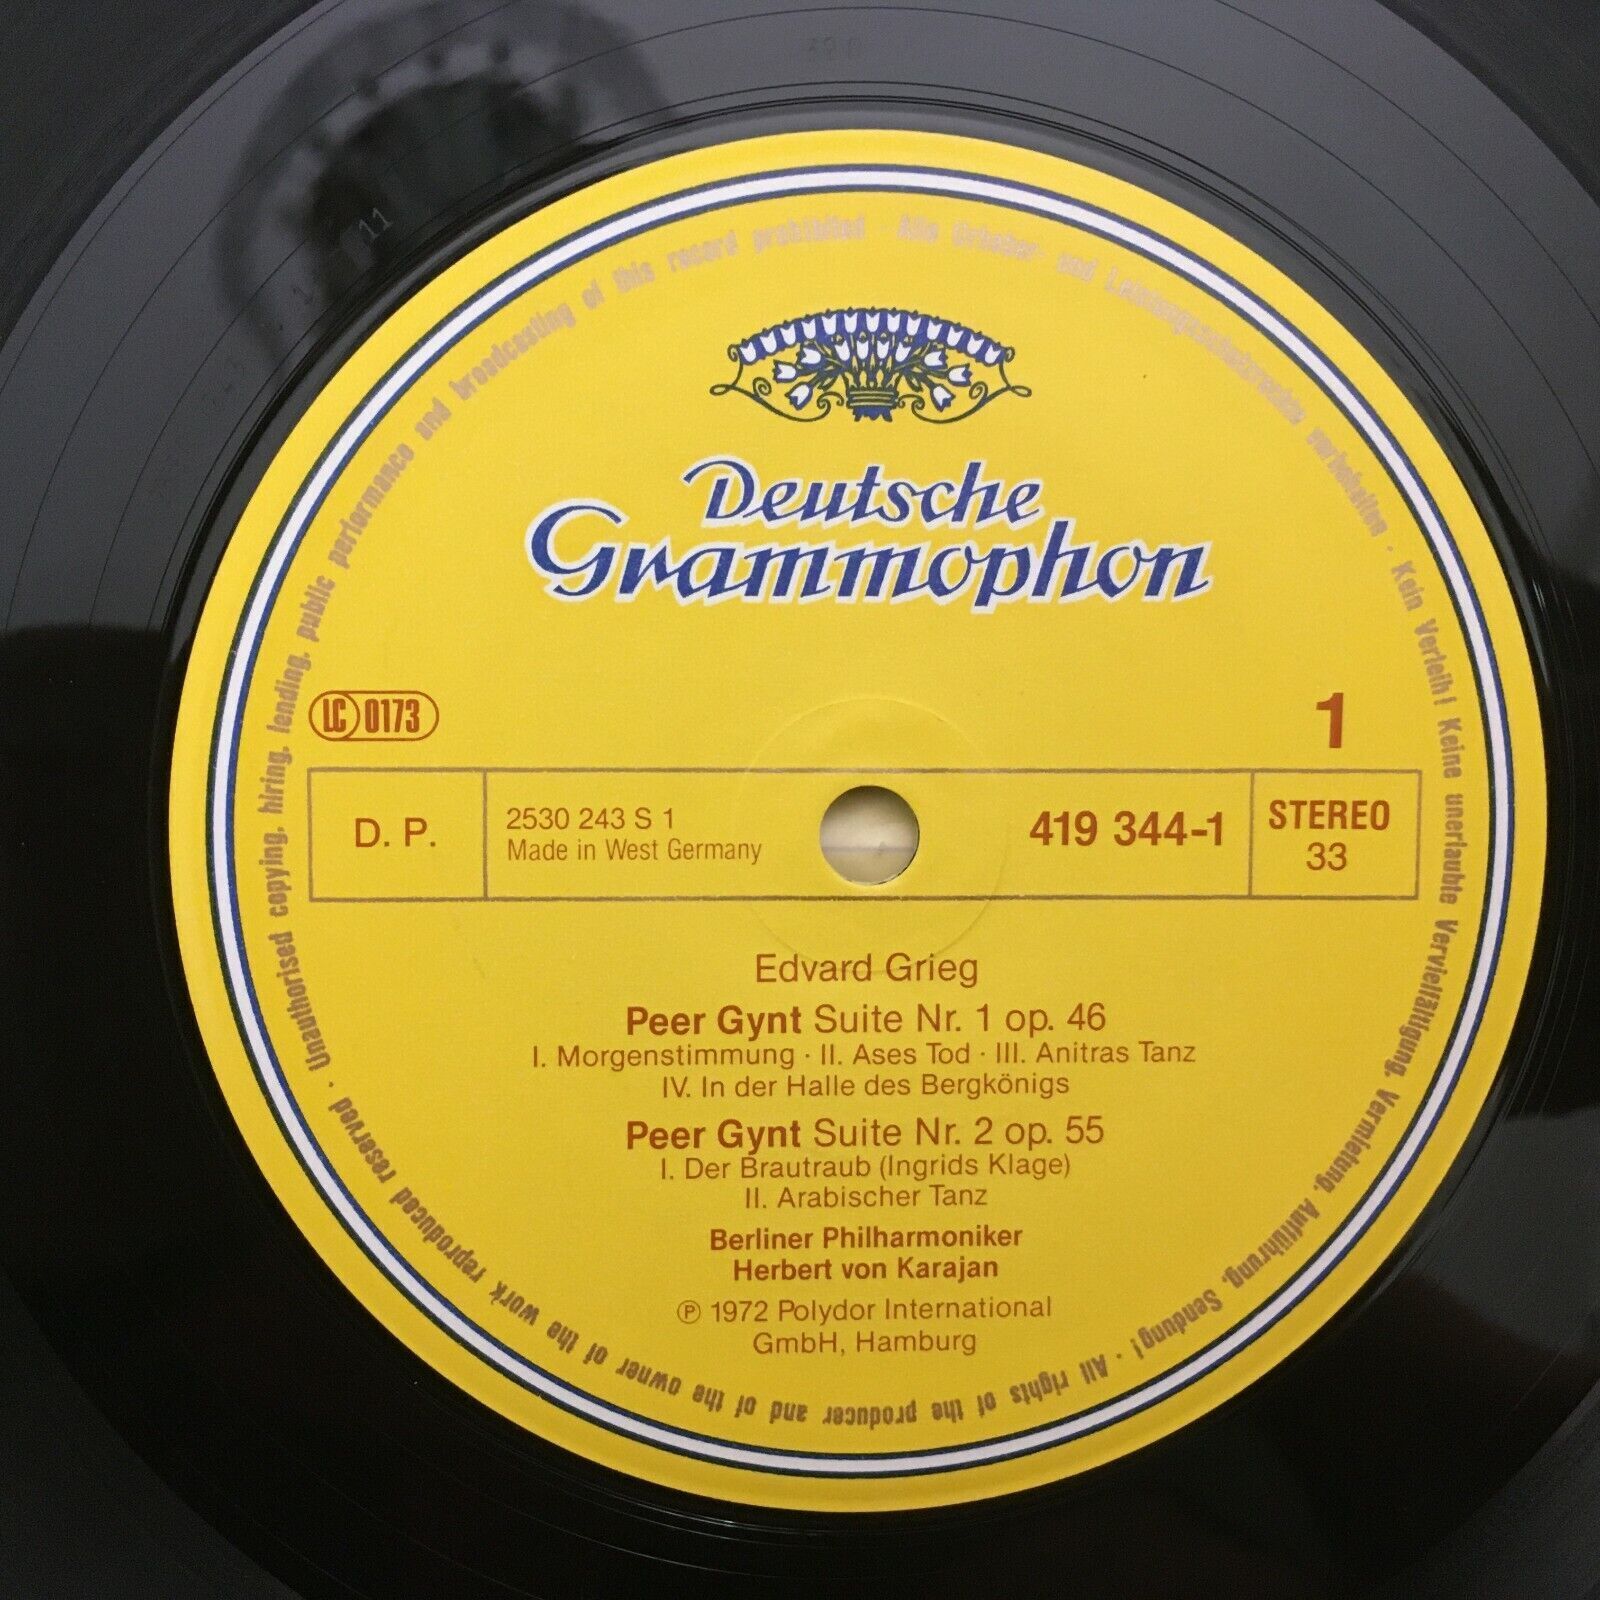 Deutsche
Grammophon
LC 0173
1
D. P.
2530 243 S 1
Made in West Germany
419 344-1
STEREO
33
Edvard Grieg
Peer Gynt Suite Nr. 1 op. 46
I. Morgenstimmung · II. Ases Tod · III. Anitras Tanz
IV. In der Halle des Bergkönigs
Peer Gynt Suite Nr. 2 op. 55
I. Der Brautraub (Ingrids Klage)
II. Arabischer Tanz
Berliner Philharmoniker
Herbert von Karajan
℗ 1972 Polydor International
GmbH, Hamburg
Alle Urheber- und Leistungsschutzrechte vorbehalten · Kein Verleih! Keine unerlaubte Vervielfältigung, Vermietung, Aufführung, Sendung! · All rights of the producer and of the owner of the work reproduced reserved · Unauthorised copying, hiring, lending, public performance and broadcasting of this record prohibited ·
11